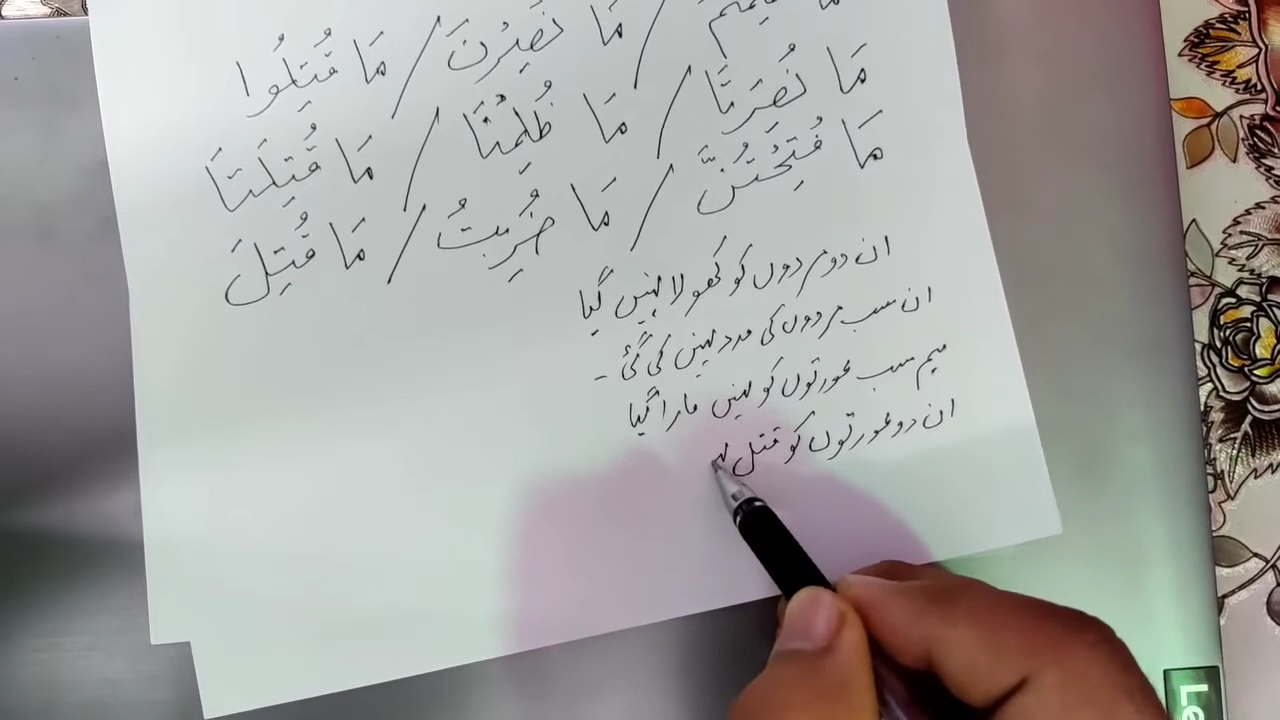 مَا نُصِرْنَ / مَا قُتِلُوا
مَا نُصِرَتَا / مَا ظُلِمْتَا / مَا قُتِلَتَا
مَا فُتِحْتُنَّ / مَا ضُرِبْتُ / مَا قُتِلَ
ان دو مردوں کو کھولا نہیں گیا
ان سب مردوں کی مدد نہیں کی گئی -
ہم سب عورتوں کو نہیں مارا گیا
ان دو عورتوں کو قتل نہ
Le